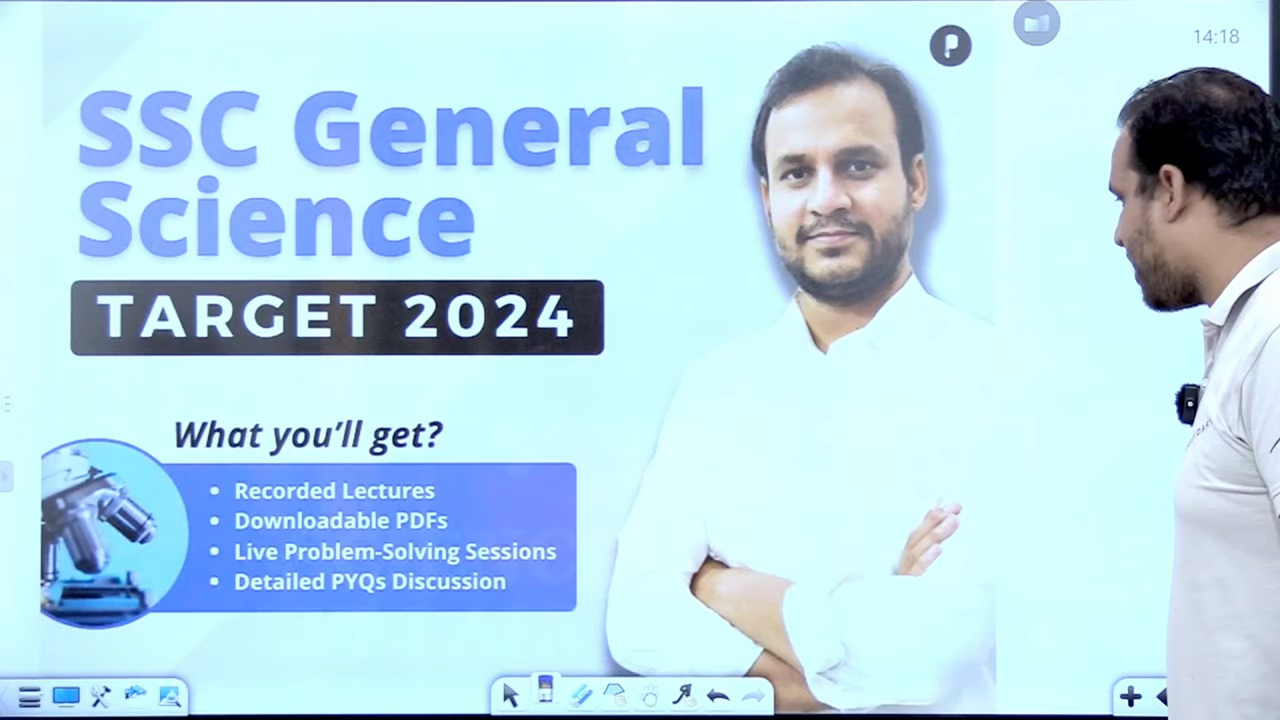 14:18
SSC General
Science
TARGET 2024
What you'll get?
• Recorded Lectures
• Downloadable PDFs
• Live Problem-Solving Sessions
• Detailed PYQs Discussion